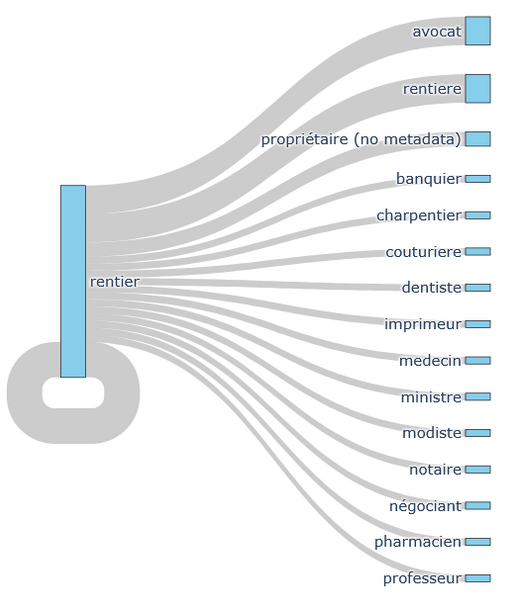 avocat
rentiere
propriétaire (no metadata)
banquier
charpentier
couturiere
rentier
dentiste
imprimeur
medecin
ministre
modiste
notaire
négociant
pharmacien
professeur